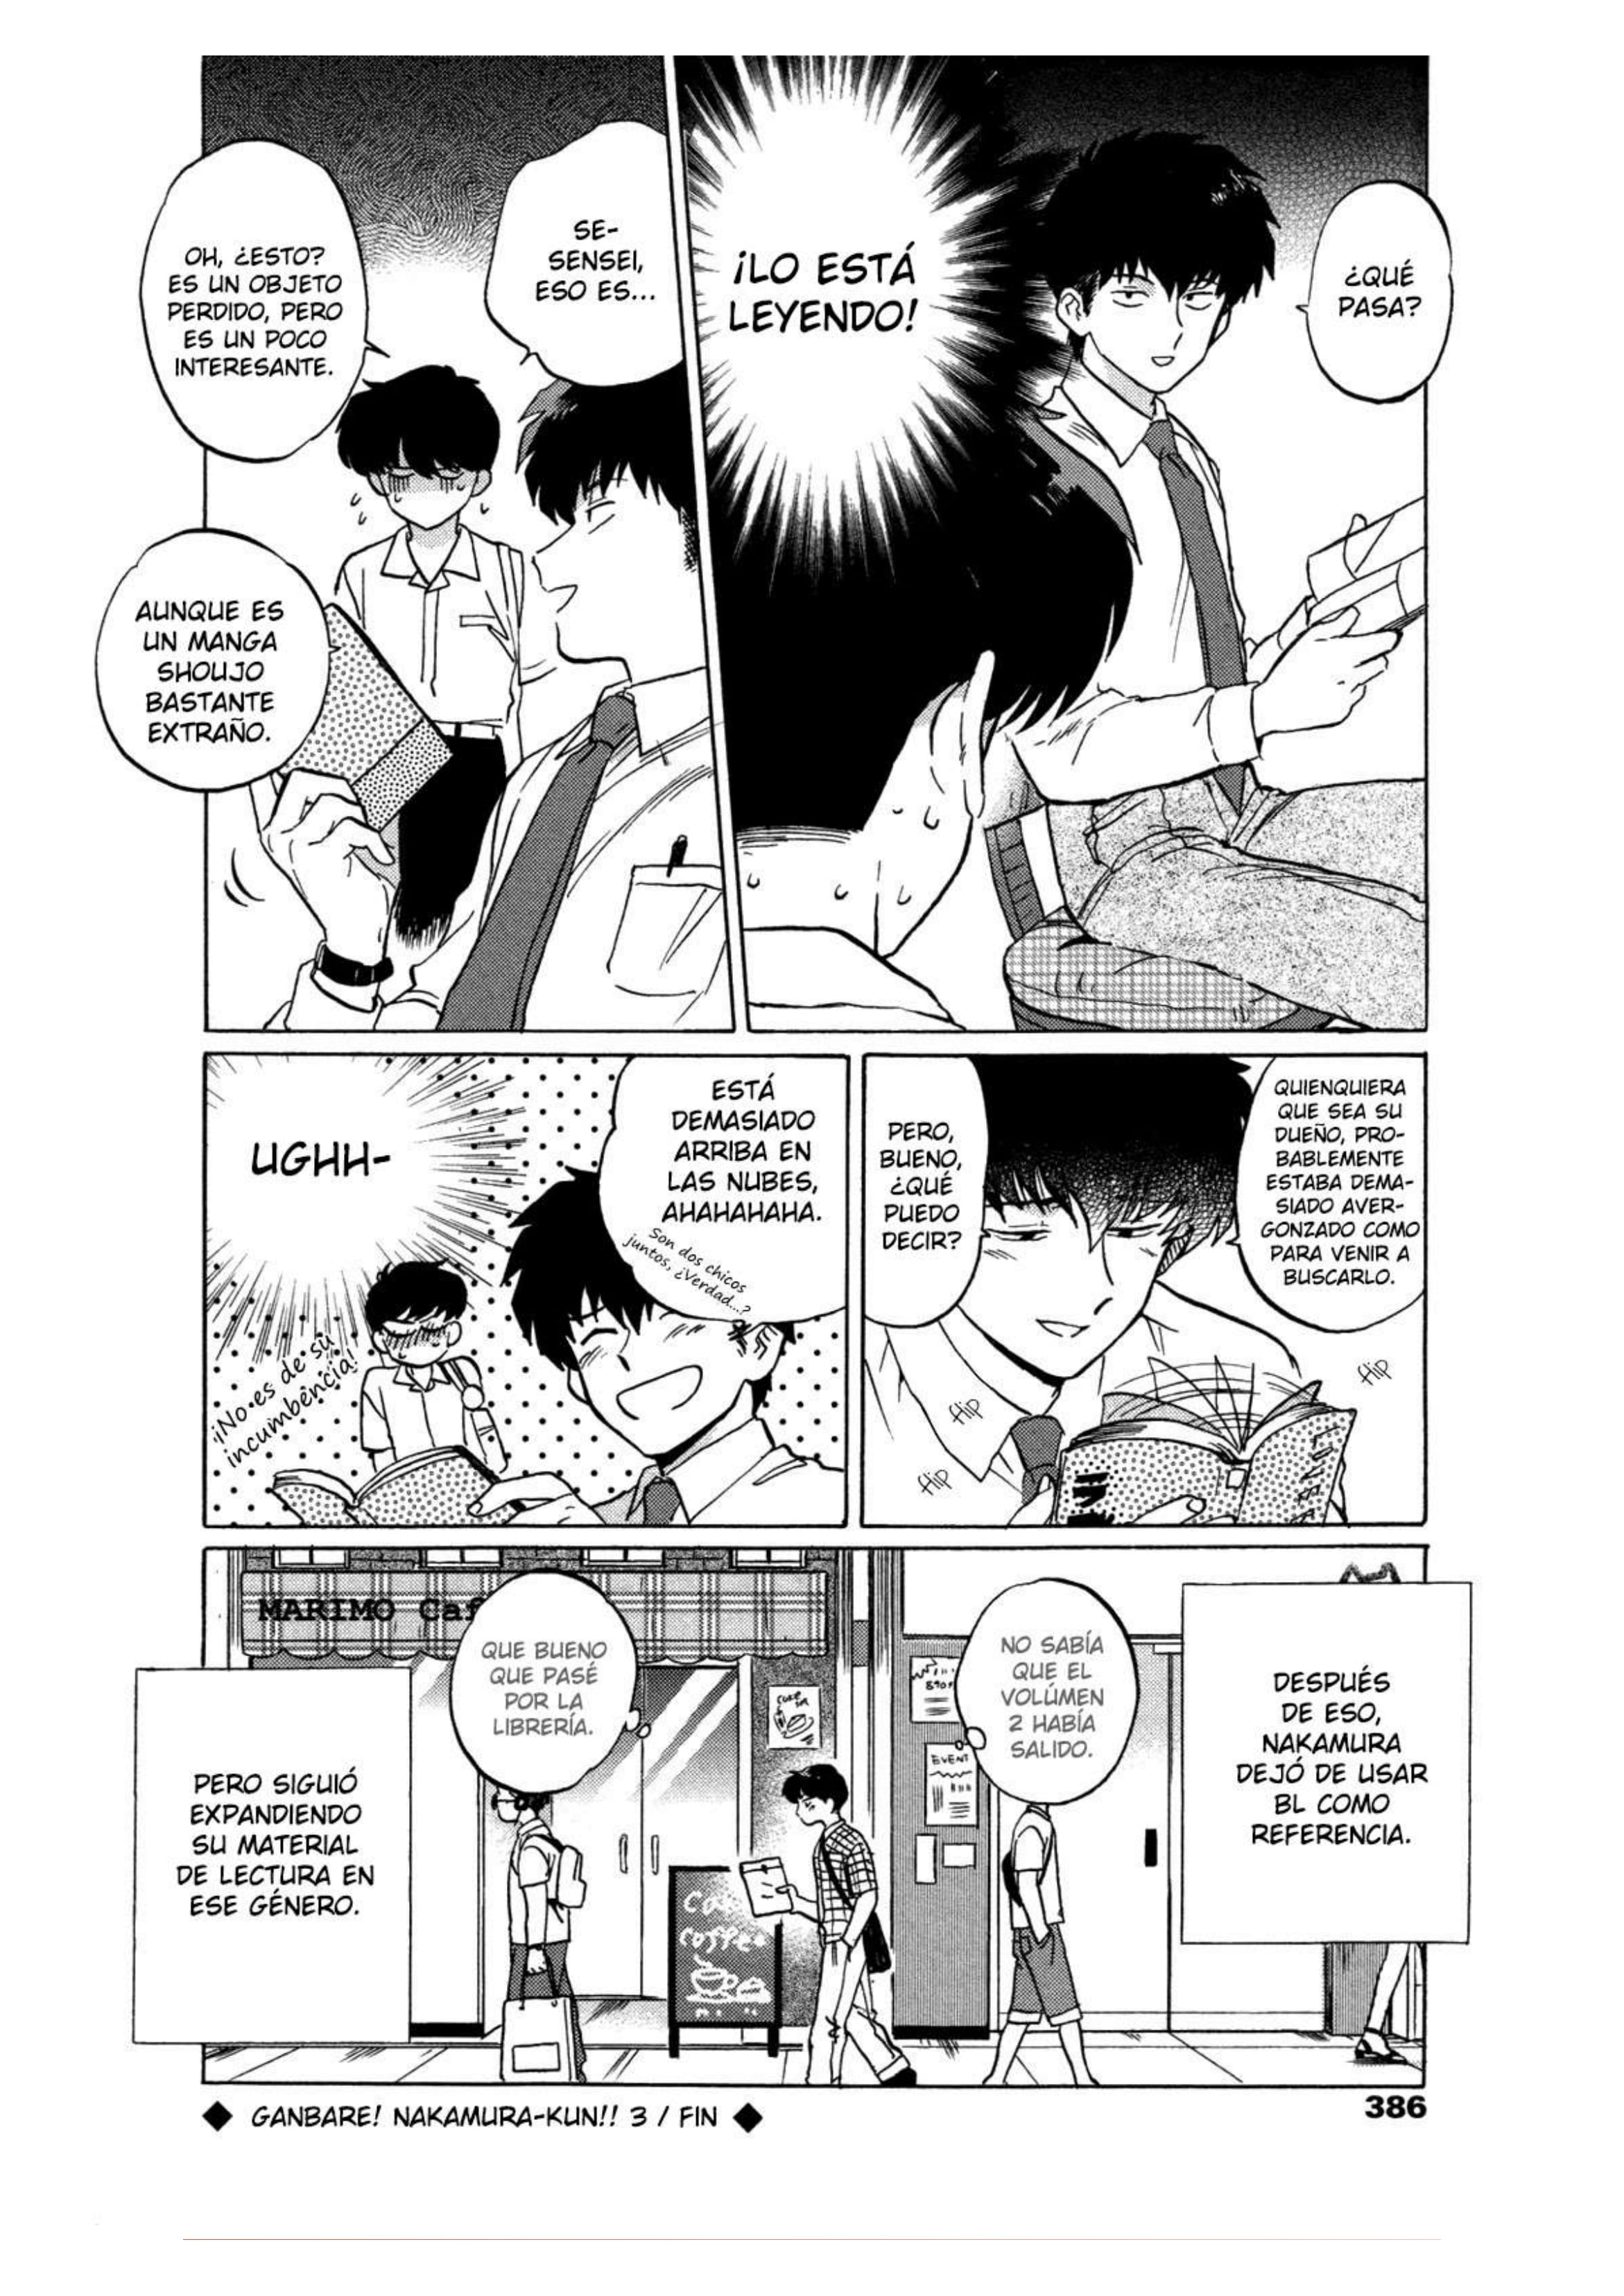 ¿QUÉ
PASA?
¡LO ESTÁ
LEYENDO!
SE-
SENSEI,
ESO ES...
OH, ¿ESTO?
ES UN OBJETO
PERDIDO, PERO
ES UN POCO
INTERESANTE.
AUNQUE ES
UN MANGA
SHOUJO
BASTANTE
EXTRAÑO.
QUIENQUIERA
QUE SEA SU
DUEÑO, PRO-
BABLEMENTE
ESTABA DEMA-
SIADO AVER-
GONZADO COMO
PARA VENIR A
BUSCARLO.
PERO,
BUENO,
¿QUÉ
PUEDO
DECIR?
flip
flip
flip
ESTÁ
DEMASIADO
ARRIBA EN
LAS NUBES,
AHAHAHAHA.
Son dos chicos
juntos, ¿Verdad...?
UGHH-
¡¡No es de su
incumbencia!
DESPUÉS
DE ESO,
NAKAMURA
DEJÓ DE USAR
BL COMO
REFERENCIA.
NO SABÍA
QUE EL
VOLÚMEN
2 HABÍA
SALIDO.
QUE BUENO
QUE PASÉ
POR LA
LIBRERÍA.
MARIMO Caf
EVENT
coffee
PERO SIGUIÓ
EXPANDIENDO
SU MATERIAL
DE LECTURA EN
ESE GÉNERO.
◆ GANBARE! NAKAMURA-KUN!! 3 / FIN ◆
386